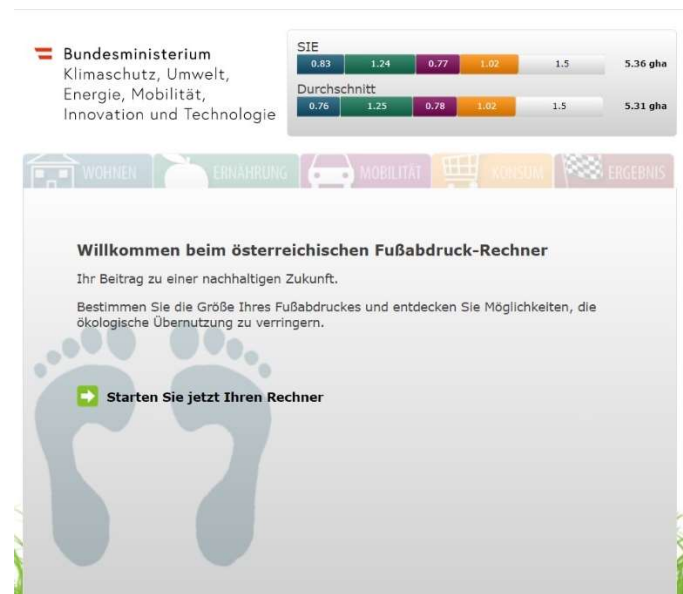 Bundesministerium
Klimaschutz, Umwelt,
Energie, Mobilität,
Innovation und Technologie
SIE
0.83 1.24 0.77 1.02 1.5 5.36 gha
Durchschnitt
0.76 1.25 0.78 1.02 1.5 5.31 gha
WOHNEN ERNÄHRUNG MOBILITÄT KONSUM ERGEBNIS
Willkommen beim österreichischen Fußabdruck-Rechner
Ihr Beitrag zu einer nachhaltigen Zukunft.
Bestimmen Sie die Größe Ihres Fußabdruckes und entdecken Sie Möglichkeiten, die
ökologische Übernutzung zu verringern.
Starten Sie jetzt Ihren Rechner